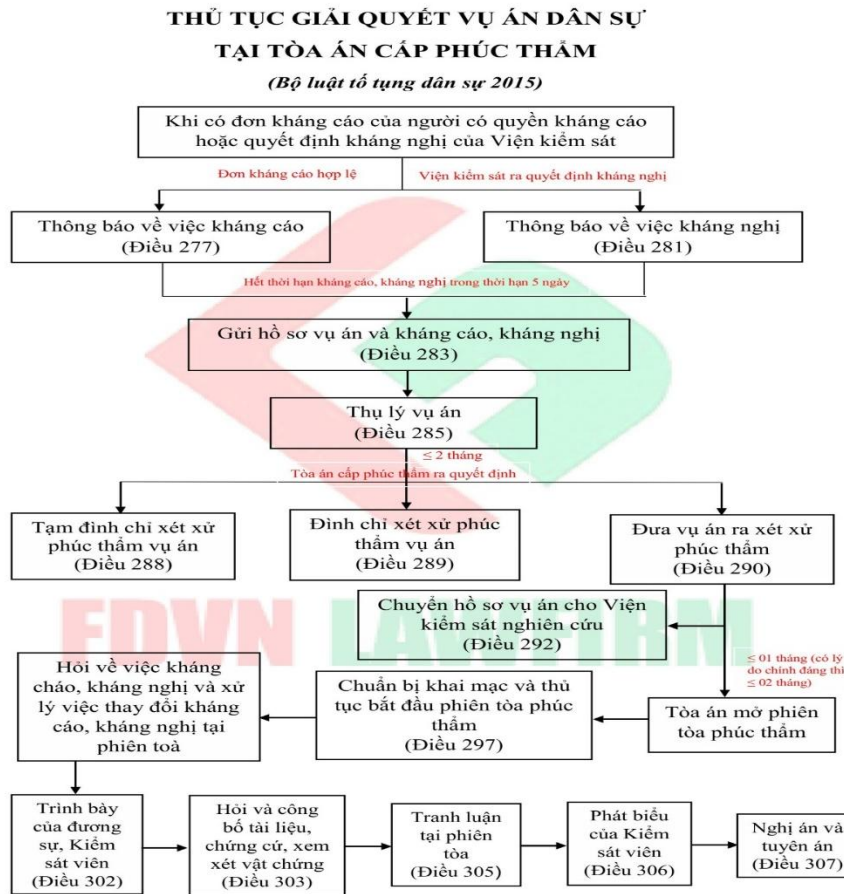 THỦ TỤC GIẢI QUYẾT VỤ ÁN DÂN SỰ
TẠI TÒA ÁN CẤP PHÚC THẨM
(Bộ luật tố tụng dân sự 2015)
Khi có đơn kháng cáo của người có quyền kháng cáo
hoặc quyết định kháng nghị của Viện kiểm sát
Đơn kháng cáo hợp lệ
Viện kiểm sát ra quyết định kháng nghị
Thông báo về việc kháng cáo
(Điều 277)
Thông báo về việc kháng nghị
(Điều 281)
Hết thời hạn kháng cáo, kháng nghị trong thời hạn 5 ngày
Gửi hồ sơ vụ án và kháng cáo, kháng nghị
(Điều 283)
Thụ lý vụ án
(Điều 285)
≤ 2 tháng
Tòa án cấp phúc thẩm ra quyết định
Tạm đình chỉ xét xử
phúc thẩm vụ án
(Điều 288)
Đình chỉ xét xử phúc
thẩm vụ án
(Điều 289)
Đưa vụ án ra xét xử
phúc thẩm
(Điều 290)
Chuyển hồ sơ vụ án cho Viện
kiểm sát nghiên cứu
(Điều 292)
FDVN LAWFIRM
≤ 01 tháng (có lý
do chính đáng thì
≤ 02 tháng)
Hỏi về việc kháng
cháo, kháng nghị và xử
lý việc thay đổi kháng
cáo, kháng nghị tại
phiên toà
Chuẩn bị khai mạc và thủ
tục bắt đầu phiên tòa phúc
thẩm
(Điều 297)
Tòa án mở phiên
tòa phúc thẩm
Trình bày
của đương
sự, Kiểm
sát viên
(Điều 302)
Hỏi và công
bố tài liệu,
chứng cứ, xem
xét vật chứng
(Điều 303)
Tranh luận
tại phiên
tòa
(Điều 305)
Phát biểu
của Kiểm
sát viên
(Điều 306)
Nghị án và
tuyên án
(Điều 307)